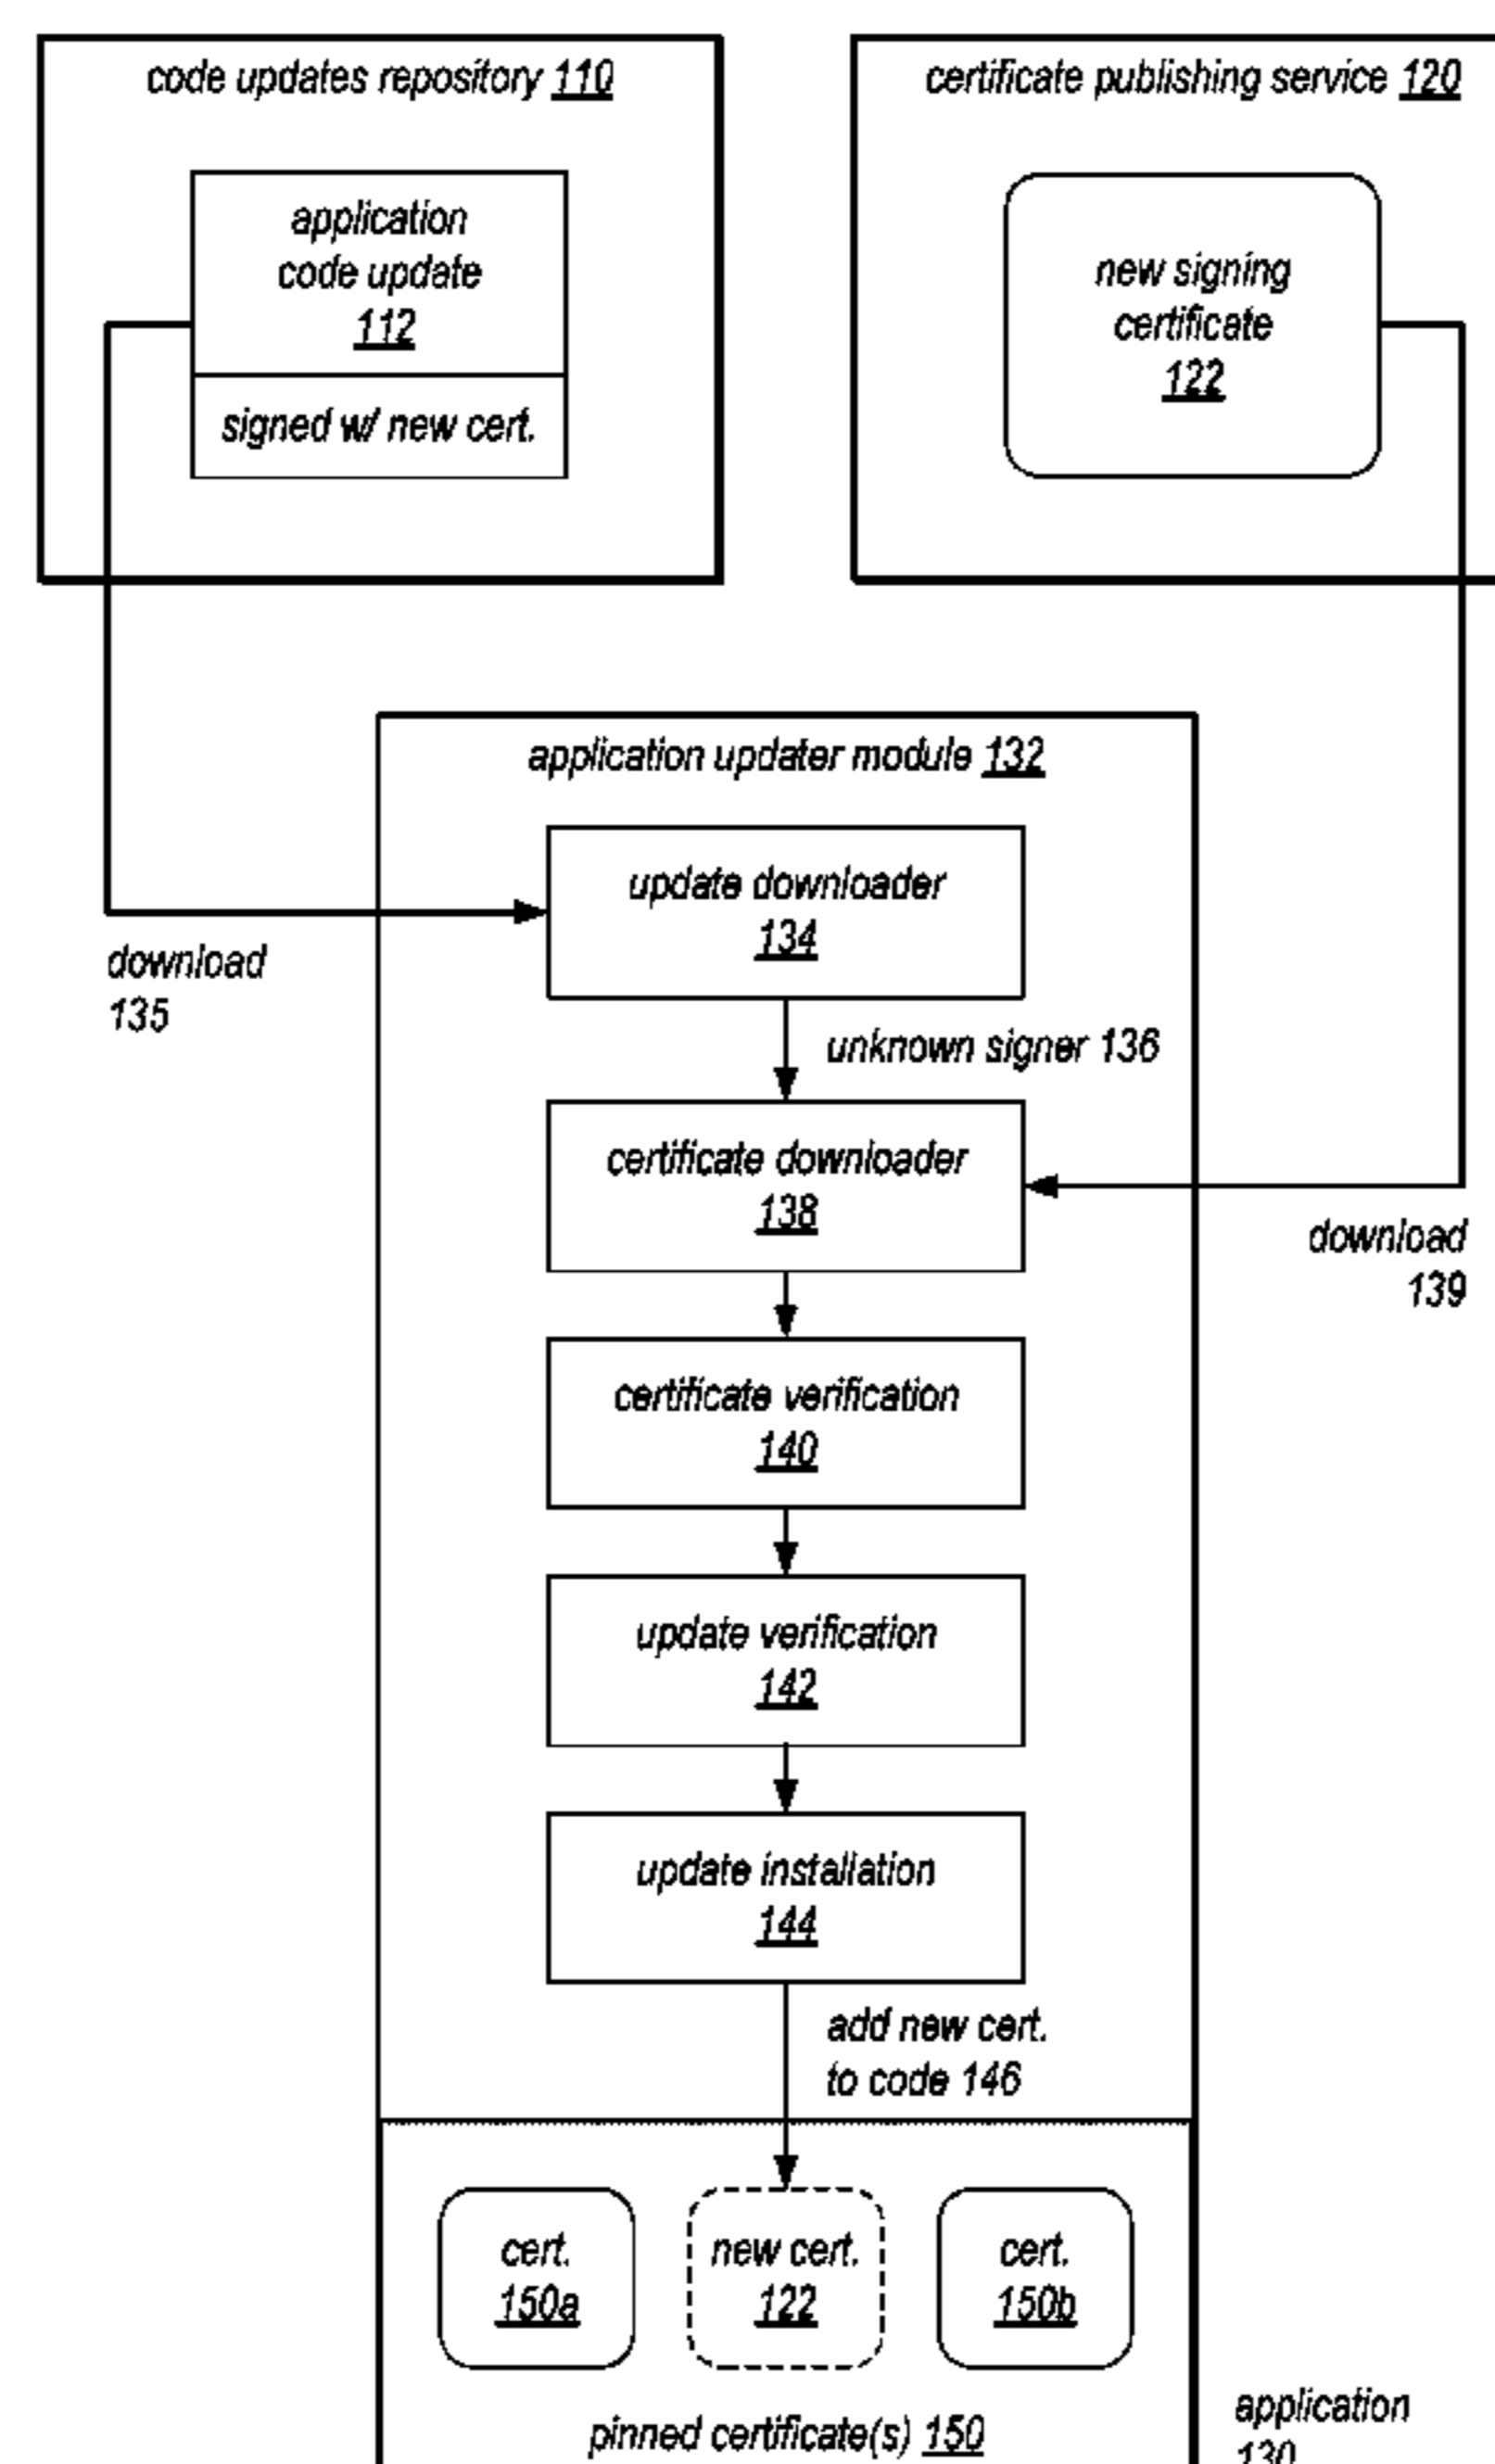 code updates repository 110
application
code update
112
signed w/ new cert.
certificate publishing service 120
new signing
certificate
122
application updater module 132
update downloader
134
download
135
unknown signer 136
certificate downloader
138
download
139
certificate verification
140
update verification
142
update installation
144
add new cert.
to code 146
cert.
150a
new cert.
122
cert.
150b
pinned certificate(s) 150
application
130